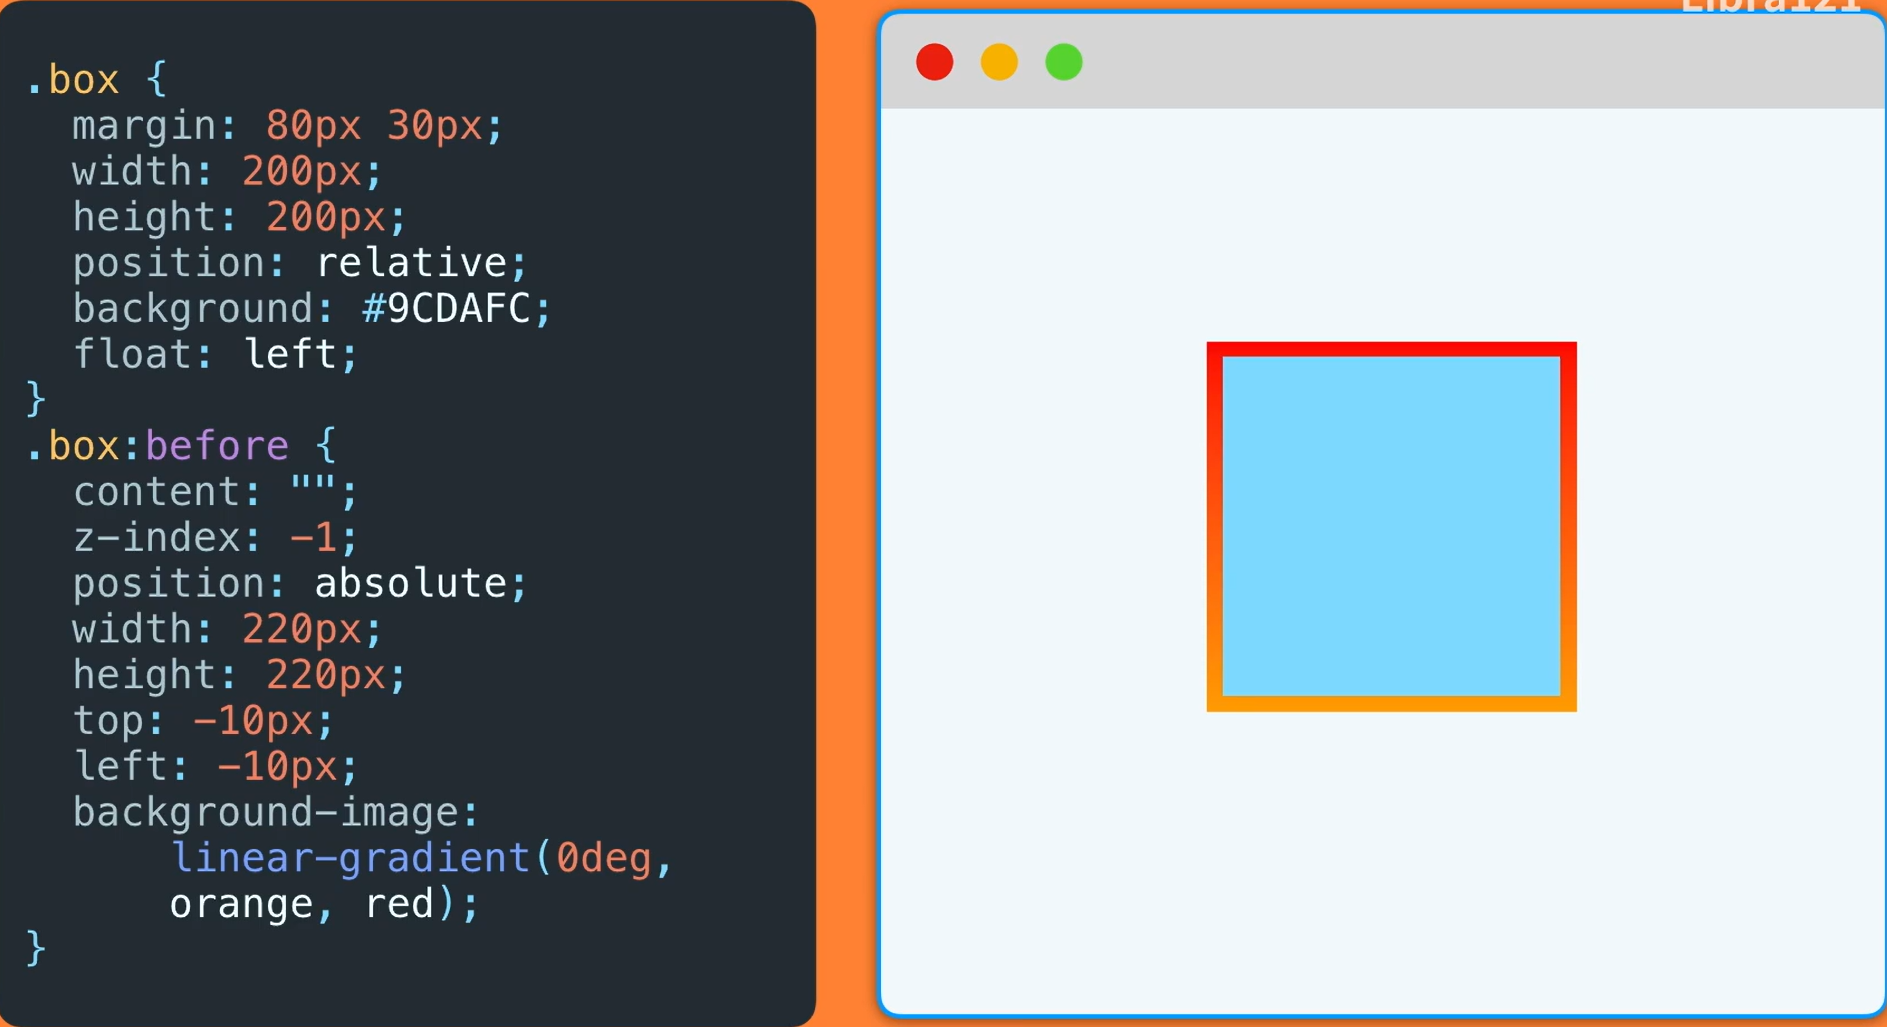 .box {
  margin: 80px 30px;
  width: 200px;
  height: 200px;
  position: relative;
  background: #9CDAFC;
  float: left;
}
.box:before {
  content: "";
  z-index: -1;
  position: absolute;
  width: 220px;
  height: 220px;
  top: -10px;
  left: -10px;
  background-image:
      linear-gradient(0deg,
      orange, red);
}
Libra121